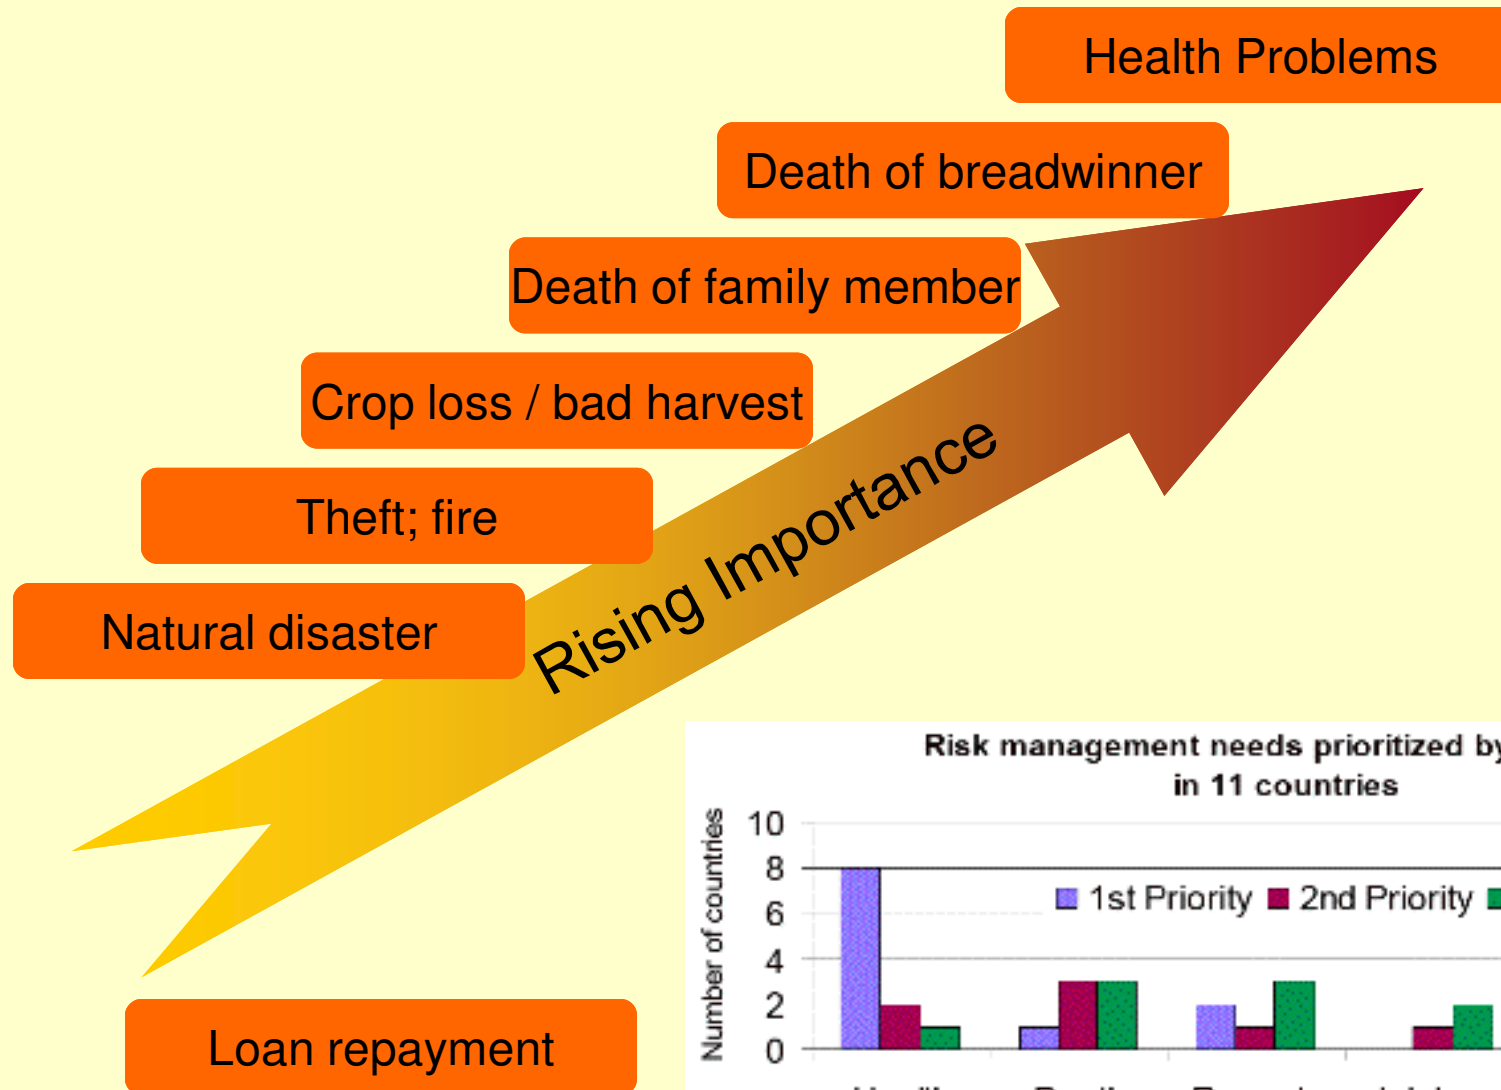 Health Problems
Death of breadwinner
Death of family member
Crop loss / bad harvest
Theft; fire
Natural disaster
Rising Importance
Loan repayment
Risk management needs prioritized by
in 11 countries
Number of countries
10
8
6
4
2
0
1st Priority 2nd Priority